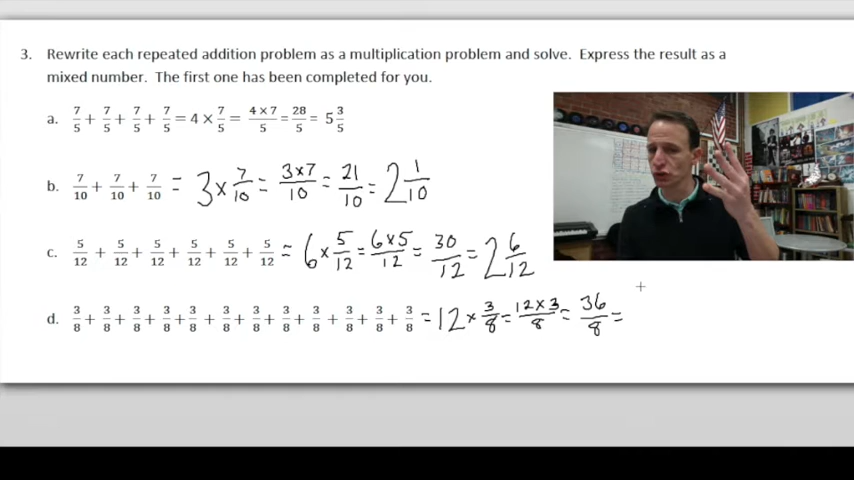 3. Rewrite each repeated addition problem as a multiplication problem and solve. Express the result as a
mixed number. The first one has been completed for you.
a. 7/5 + 7/5 + 7/5 + 7/5 = 4 × 7/5 = 4 × 7/5 = 28/5 = 5 3/5
b. 7/10 + 7/10 + 7/10 = 3 × 7/10 = 3×7/10 = 21/10 = 2 1/10
c. 5/12 + 5/12 + 5/12 + 5/12 + 5/12 + 5/12 = 6 × 5/12 = 6×5/12 = 30/12 = 2 6/12
d. 3/8 + 3/8 + 3/8 + 3/8 + 3/8 + 3/8 + 3/8 + 3/8 + 3/8 + 3/8 + 3/8 + 3/8 = 12 × 3/8 = 12×3/8 = 36/8 =